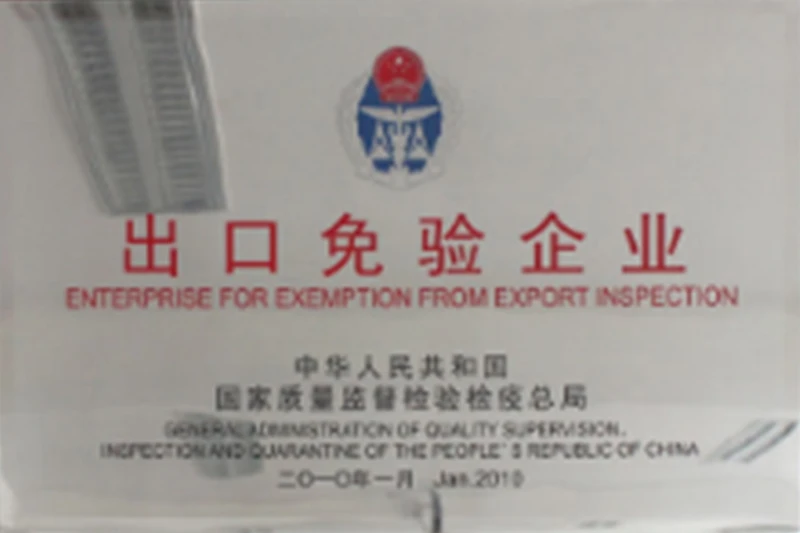 出口免验企业
ENTERPRISE FOR EXEMPTION FROM EXPORT INSPECTION
中华人民共和国
国家质量监督检验检疫总局
GENERAL ADMINISTRATION OF QUALITY SUPERVISION,
INSPECTION AND QUARANTINE OF THE PEOPLE`S REPUBLIC OF CHINA
二〇一〇年一月 Jan.2010